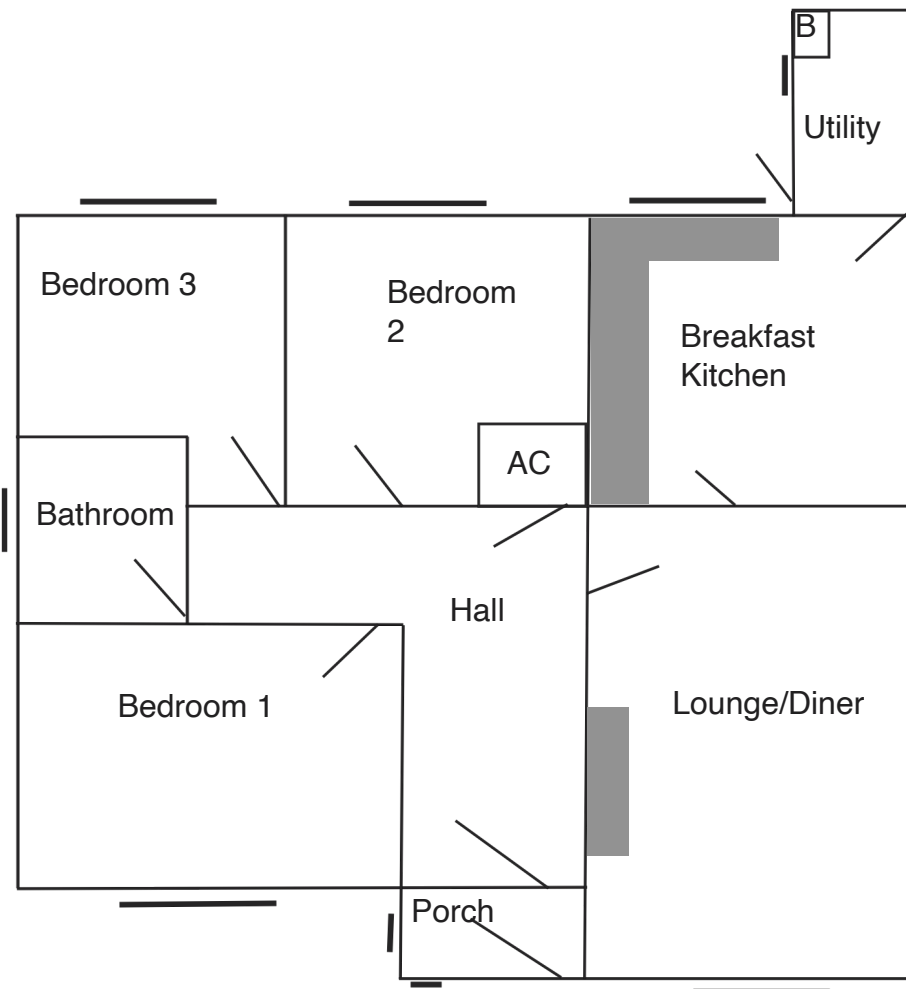 B
Utility
Bedroom 3
Bedroom
2
Breakfast
Kitchen
AC
Bathroom
Hall
Bedroom 1
Lounge/Diner
Porch